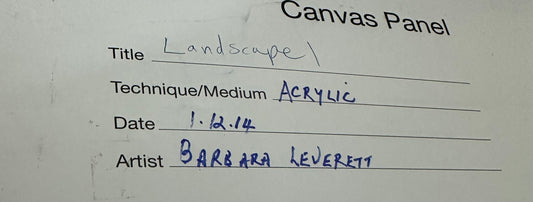 Canvas Panel
Title Landscape 1
Technique/Medium ACRYLIC
Date 1.12.14
Artist BARBARA LEVERETT